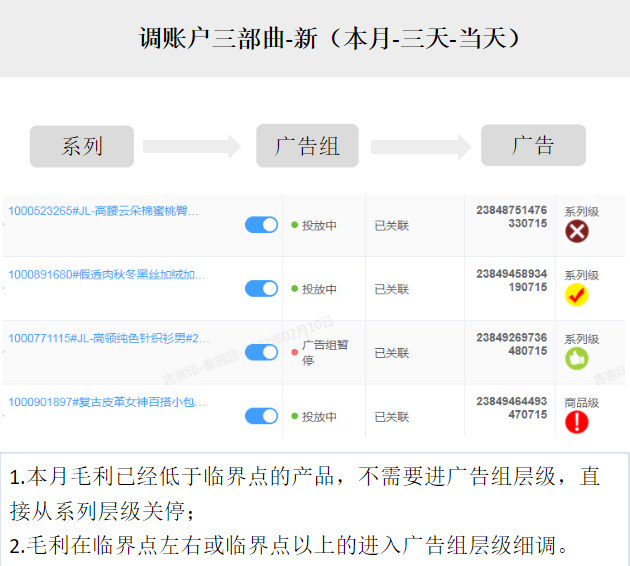 调账户三部曲-新（本月-三天-当天）
系列
广告组
广告
1000523265#JL-高腰云朵棉蜜桃臀...
投放中
已关联
23848751476
330715
系列级
1000891680#假透肉秋冬黑丝加绒加...
投放中
已关联
23849458934
190715
系列级
1000771115#JL-高领纯色针织衫男#2...
广告组暂
停
已关联
23849269736
480715
系列级
1000901897#复古皮革女神百搭小包...
投放中
已关联
23849464493
470715
商品级
1.本月毛利已经低于临界点的产品，不需要进广告组层级，直
接从系列层级关停；
2.毛利在临界点左右或临界点以上的进入广告组层级细调。